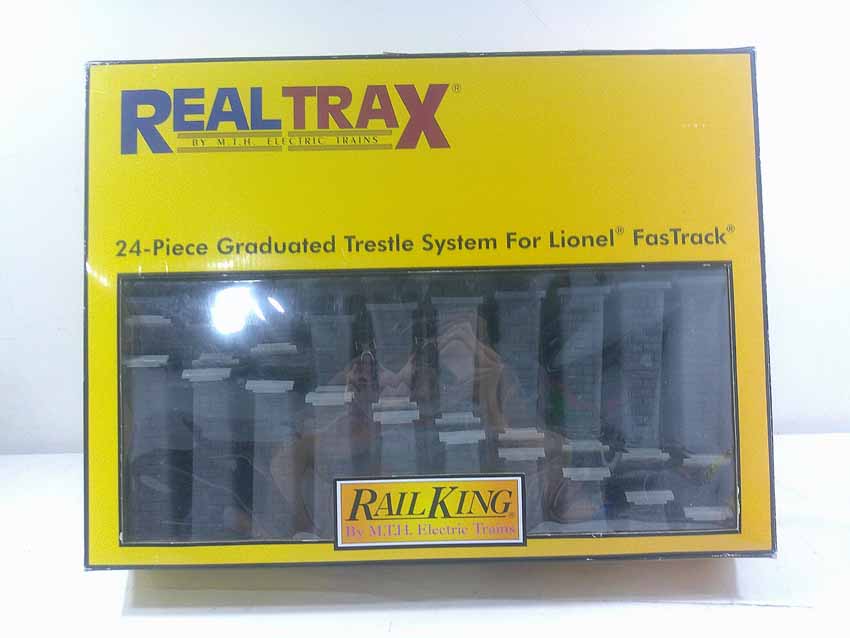 REALTRAX®
BY M.T.H. ELECTRIC TRAINS
24-Piece Graduated Trestle System For Lionel® FasTrack®
RAILKING®
By M.T.H. Electric Trains